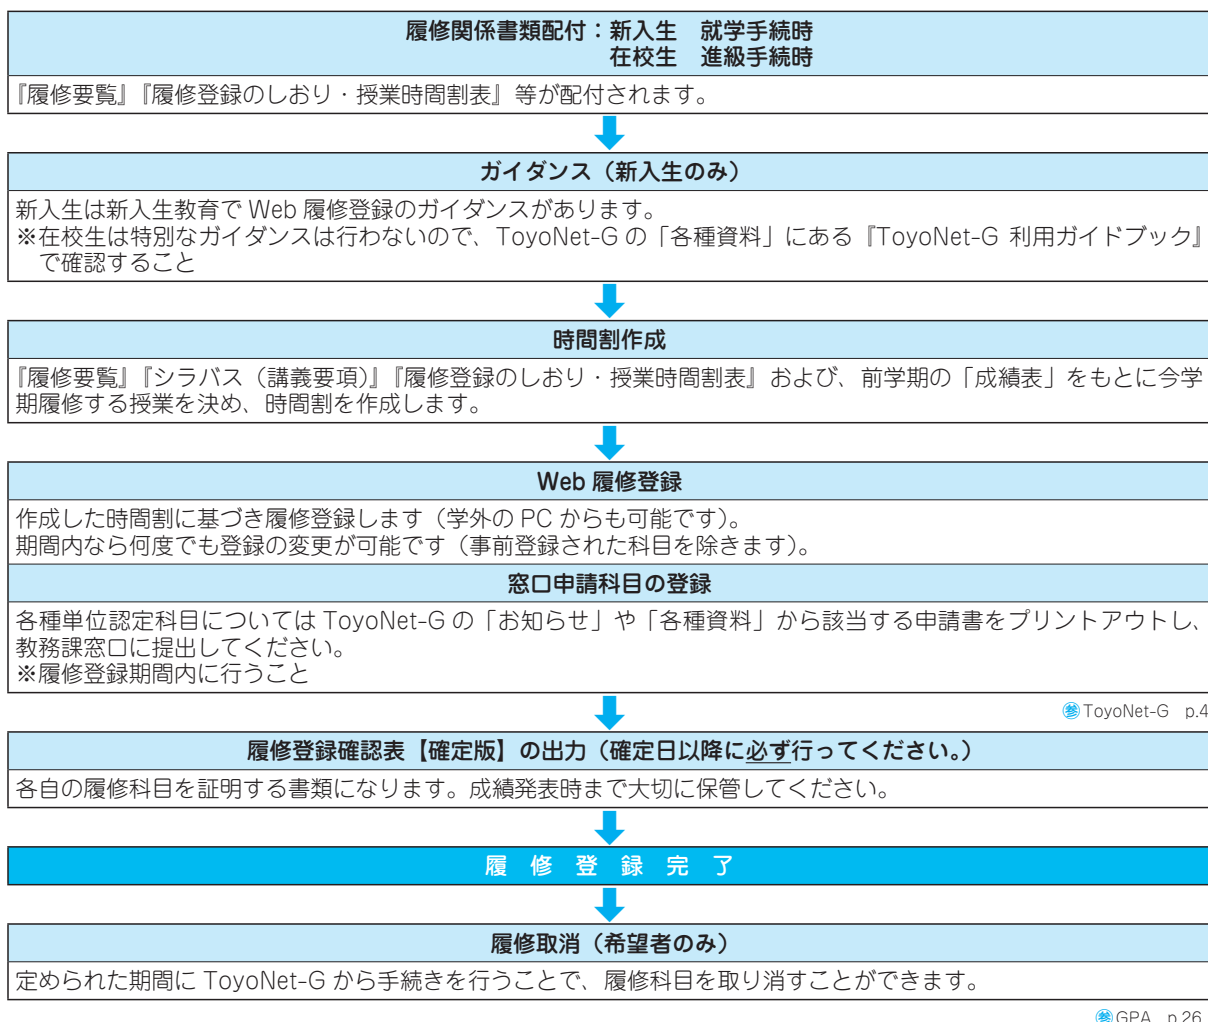 履修関係書類配付：新入生　就学手続時
在校生　進級手続時
『履修要覧』『履修登録のしおり・授業時間割表』等が配付されます。
ガイダンス（新入生のみ）
新入生は新入生教育で Web 履修登録のガイダンスがあります。
※在校生は特別なガイダンスは行わないので、ToyoNet-G の「各種資料」にある『ToyoNet-G 利用ガイドブック』
で確認すること
時間割作成
『履修要覧』『シラバス（講義要項）』『履修登録のしおり・授業時間割表』および、前学期の「成績表」をもとに今学
期履修する授業を決め、時間割を作成します。
Web 履修登録
作成した時間割に基づき履修登録します（学外の PC からも可能です）。
期間内なら何度でも登録の変更が可能です（事前登録された科目を除きます）。
窓口申請科目の登録
各種単位認定科目については ToyoNet-G の「お知らせ」や「各種資料」から該当する申請書をプリントアウトし、
教務課窓口に提出してください。
※履修登録期間内に行うこと
参 ToyoNet-G　p.4
履修登録確認表【確定版】の出力（確定日以降に必ず行ってください。）
各自の履修科目を証明する書類になります。成績発表時まで大切に保管してください。
履　修　登　録　完　了
履修取消（希望者のみ）
定められた期間に ToyoNet-G から手続きを行うことで、履修科目を取り消すことができます。
参 GPA　p.26